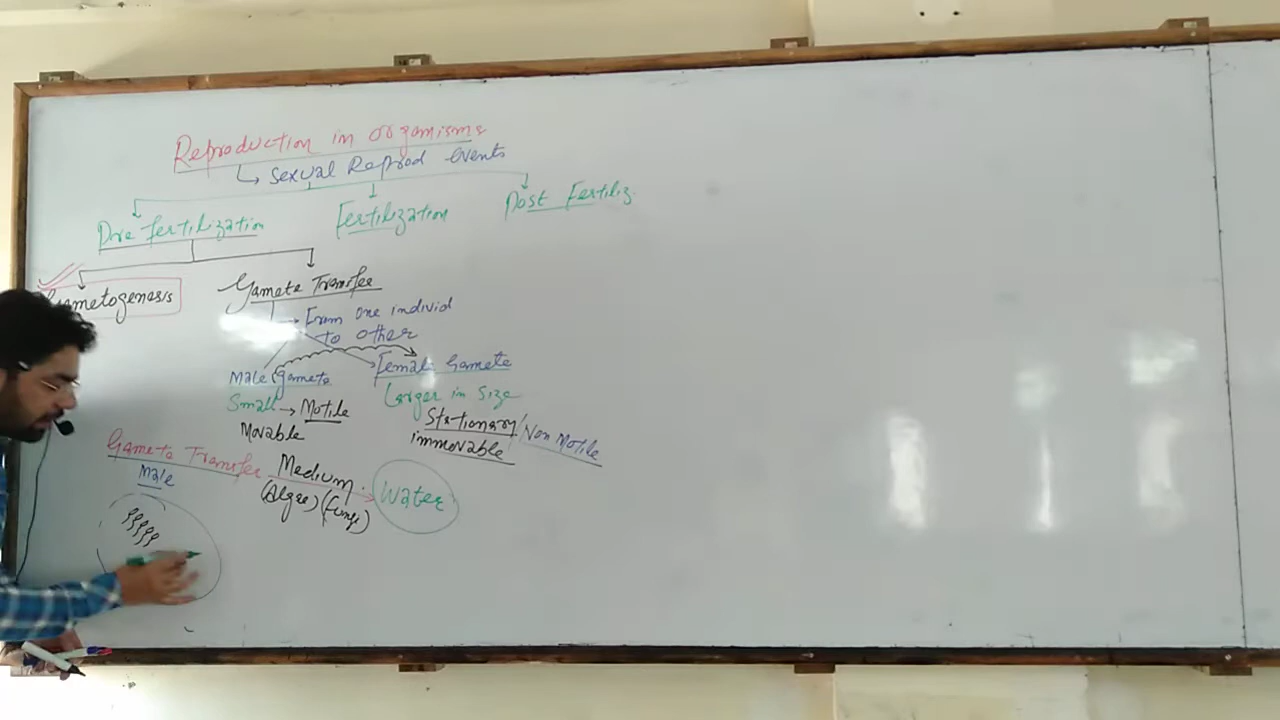 Reproduction in organisms
↳ Sexual Reprod events
Pre fertilization
Fertilization
Post Fertiliz.
Gametogenesis
Gamete Transfer
→ From one individ
to other
Male Gamete
Female Gamete
Small → Motile
Larger in Size
Movable
Stationary/Non Motile
immovable
Gamete Transfer Medium.
Water
Male
(Algae) (Fungi)